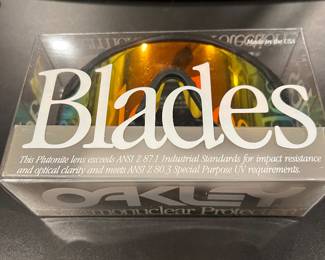 Made in the USA
Blades
This Plutonite lens exceeds ANSI Z 87.1 Industrial Standards for impact resistance
and optical clarity and meets ANSI Z 80.3 Special Purpose UV requirements.
OAKLEY